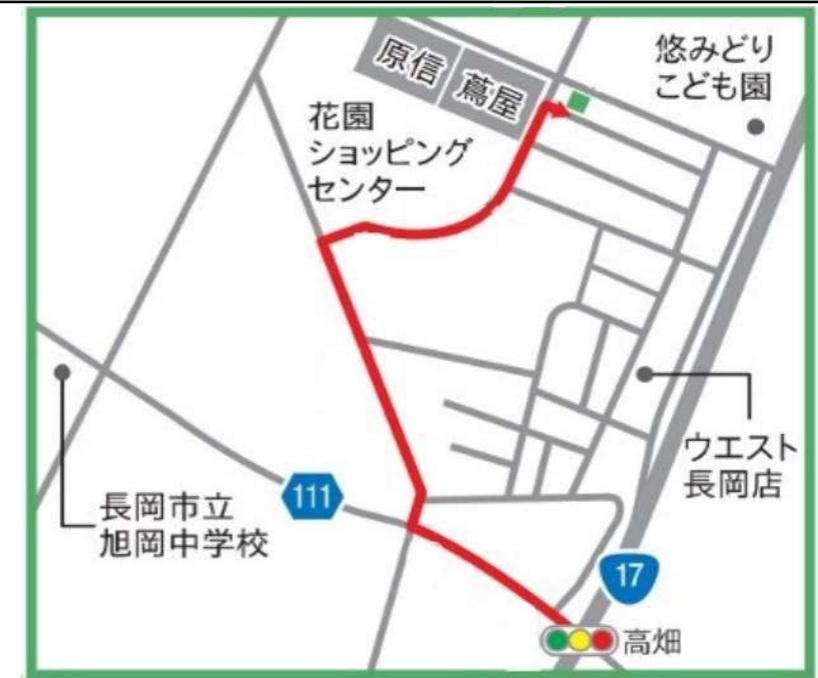 原信
蔦屋
悠みどり
こども園
花園
ショッピング
センター
ウエスト
長岡店
111
長岡市立
旭岡中学校
17
高畑